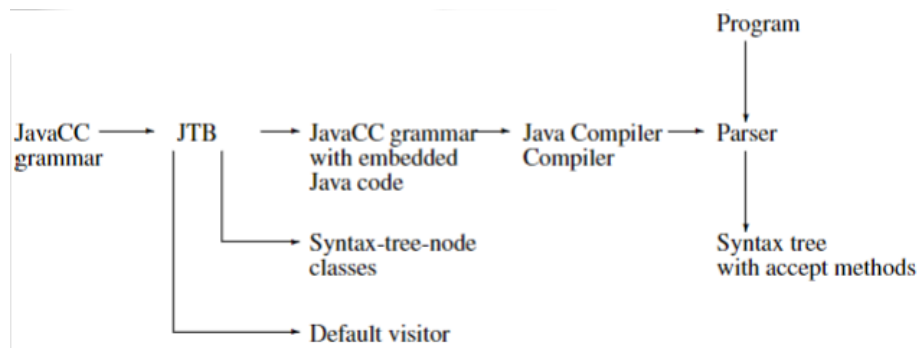 Program
JavaCC
grammar
JTB
JavaCC grammar
with embedded
Java code
Java Compiler
Compiler
Parser
Syntax-tree-node
classes
Syntax tree
with accept methods
Default visitor